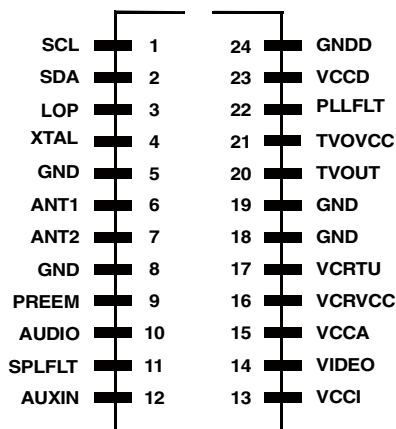 SCL 1 24 GNDD
SDA 2 23 VCCD
LOP 3 22 PLLFLT
XTAL 4 21 TVOVCC
GND 5 20 TVOUT
ANT1 6 19 GND
ANT2 7 18 GND
GND 8 17 VCRTU
PREEM 9 16 VCRVCC
AUDIO 10 15 VCCA
SPLFLT 11 14 VIDEO
AUXIN 12 13 VCCI